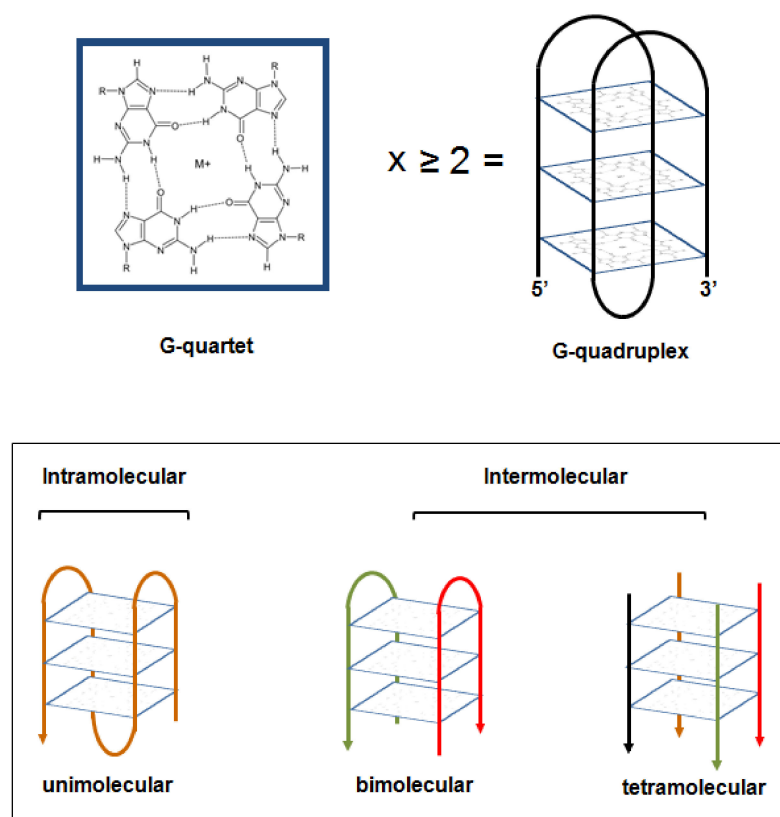 H
R
N
N
H
N
N
N
R
N
O
H
N
N
N
H
O
N
H
H
N
H
O
H
N
H
M+
H
N
O
N
N
H
O
N
N
H
N
N
N
H
N
N
R
H
H
R
x ≥ 2 =
5’
3’
G-quartet
G-quadruplex
Intramolecular
Intermolecular
unimolecular
bimolecular
tetramolecular